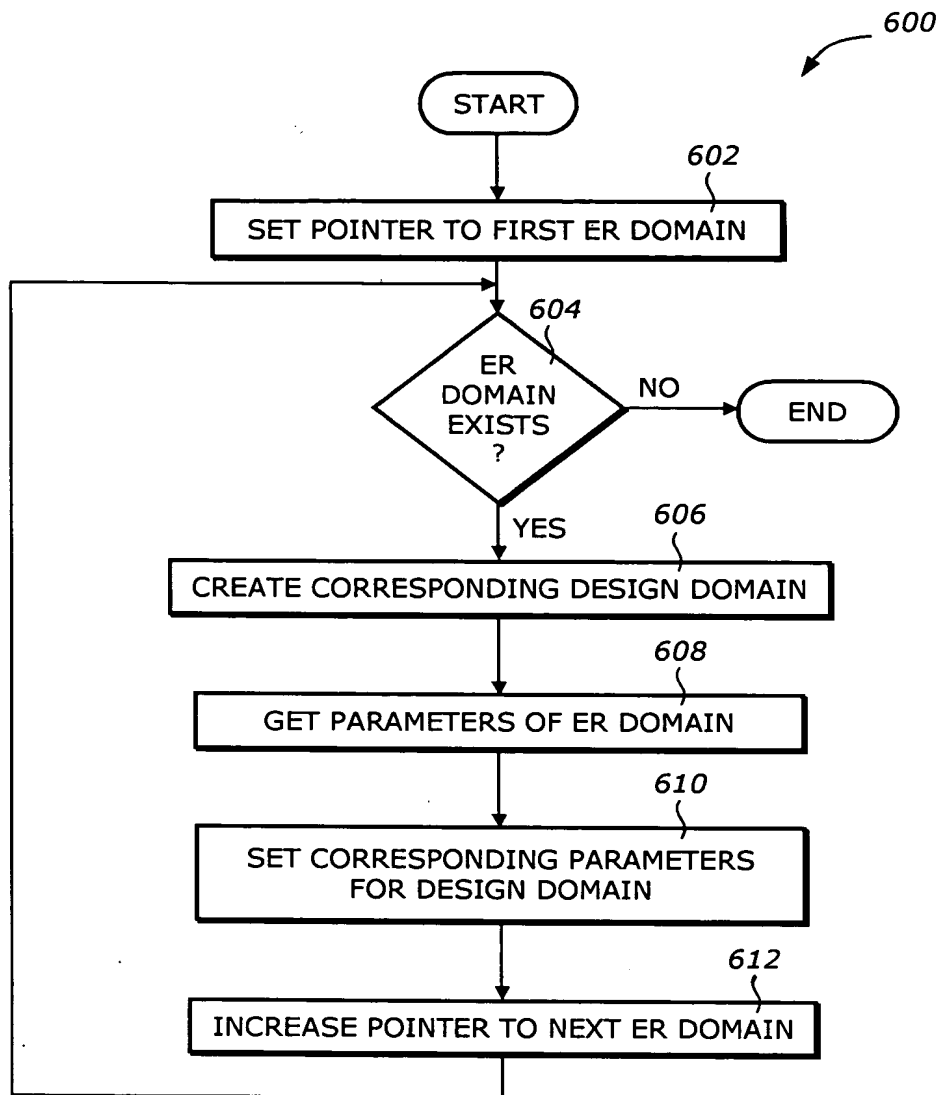 600
START
602
SET POINTER TO FIRST ER DOMAIN
604
ER
DOMAIN
EXISTS
?
NO
END
YES
606
CREATE CORRESPONDING DESIGN DOMAIN
608
GET PARAMETERS OF ER DOMAIN
610
SET CORRESPONDING PARAMETERS
FOR DESIGN DOMAIN
612
INCREASE POINTER TO NEXT ER DOMAIN